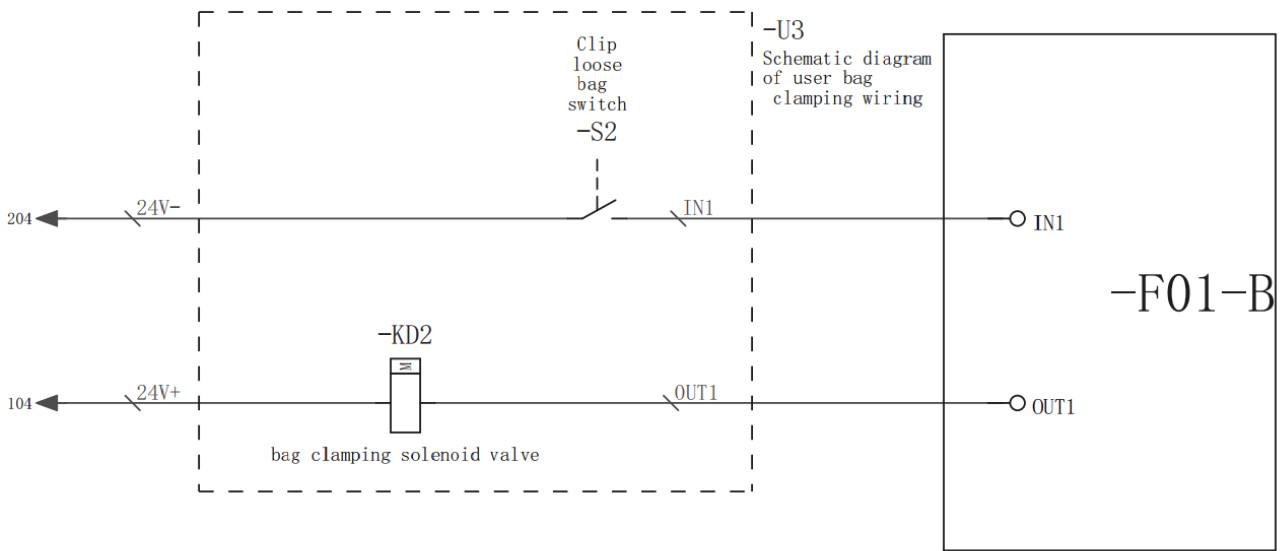 -U3
Schematic diagram
of user bag
clamping wiring
Clip
loose
bag
switch
-S2
204
24V-
IN1
IN1
-F01-B
-KD2
M
104
24V+
OUT1
OUT1
bag clamping solenoid valve